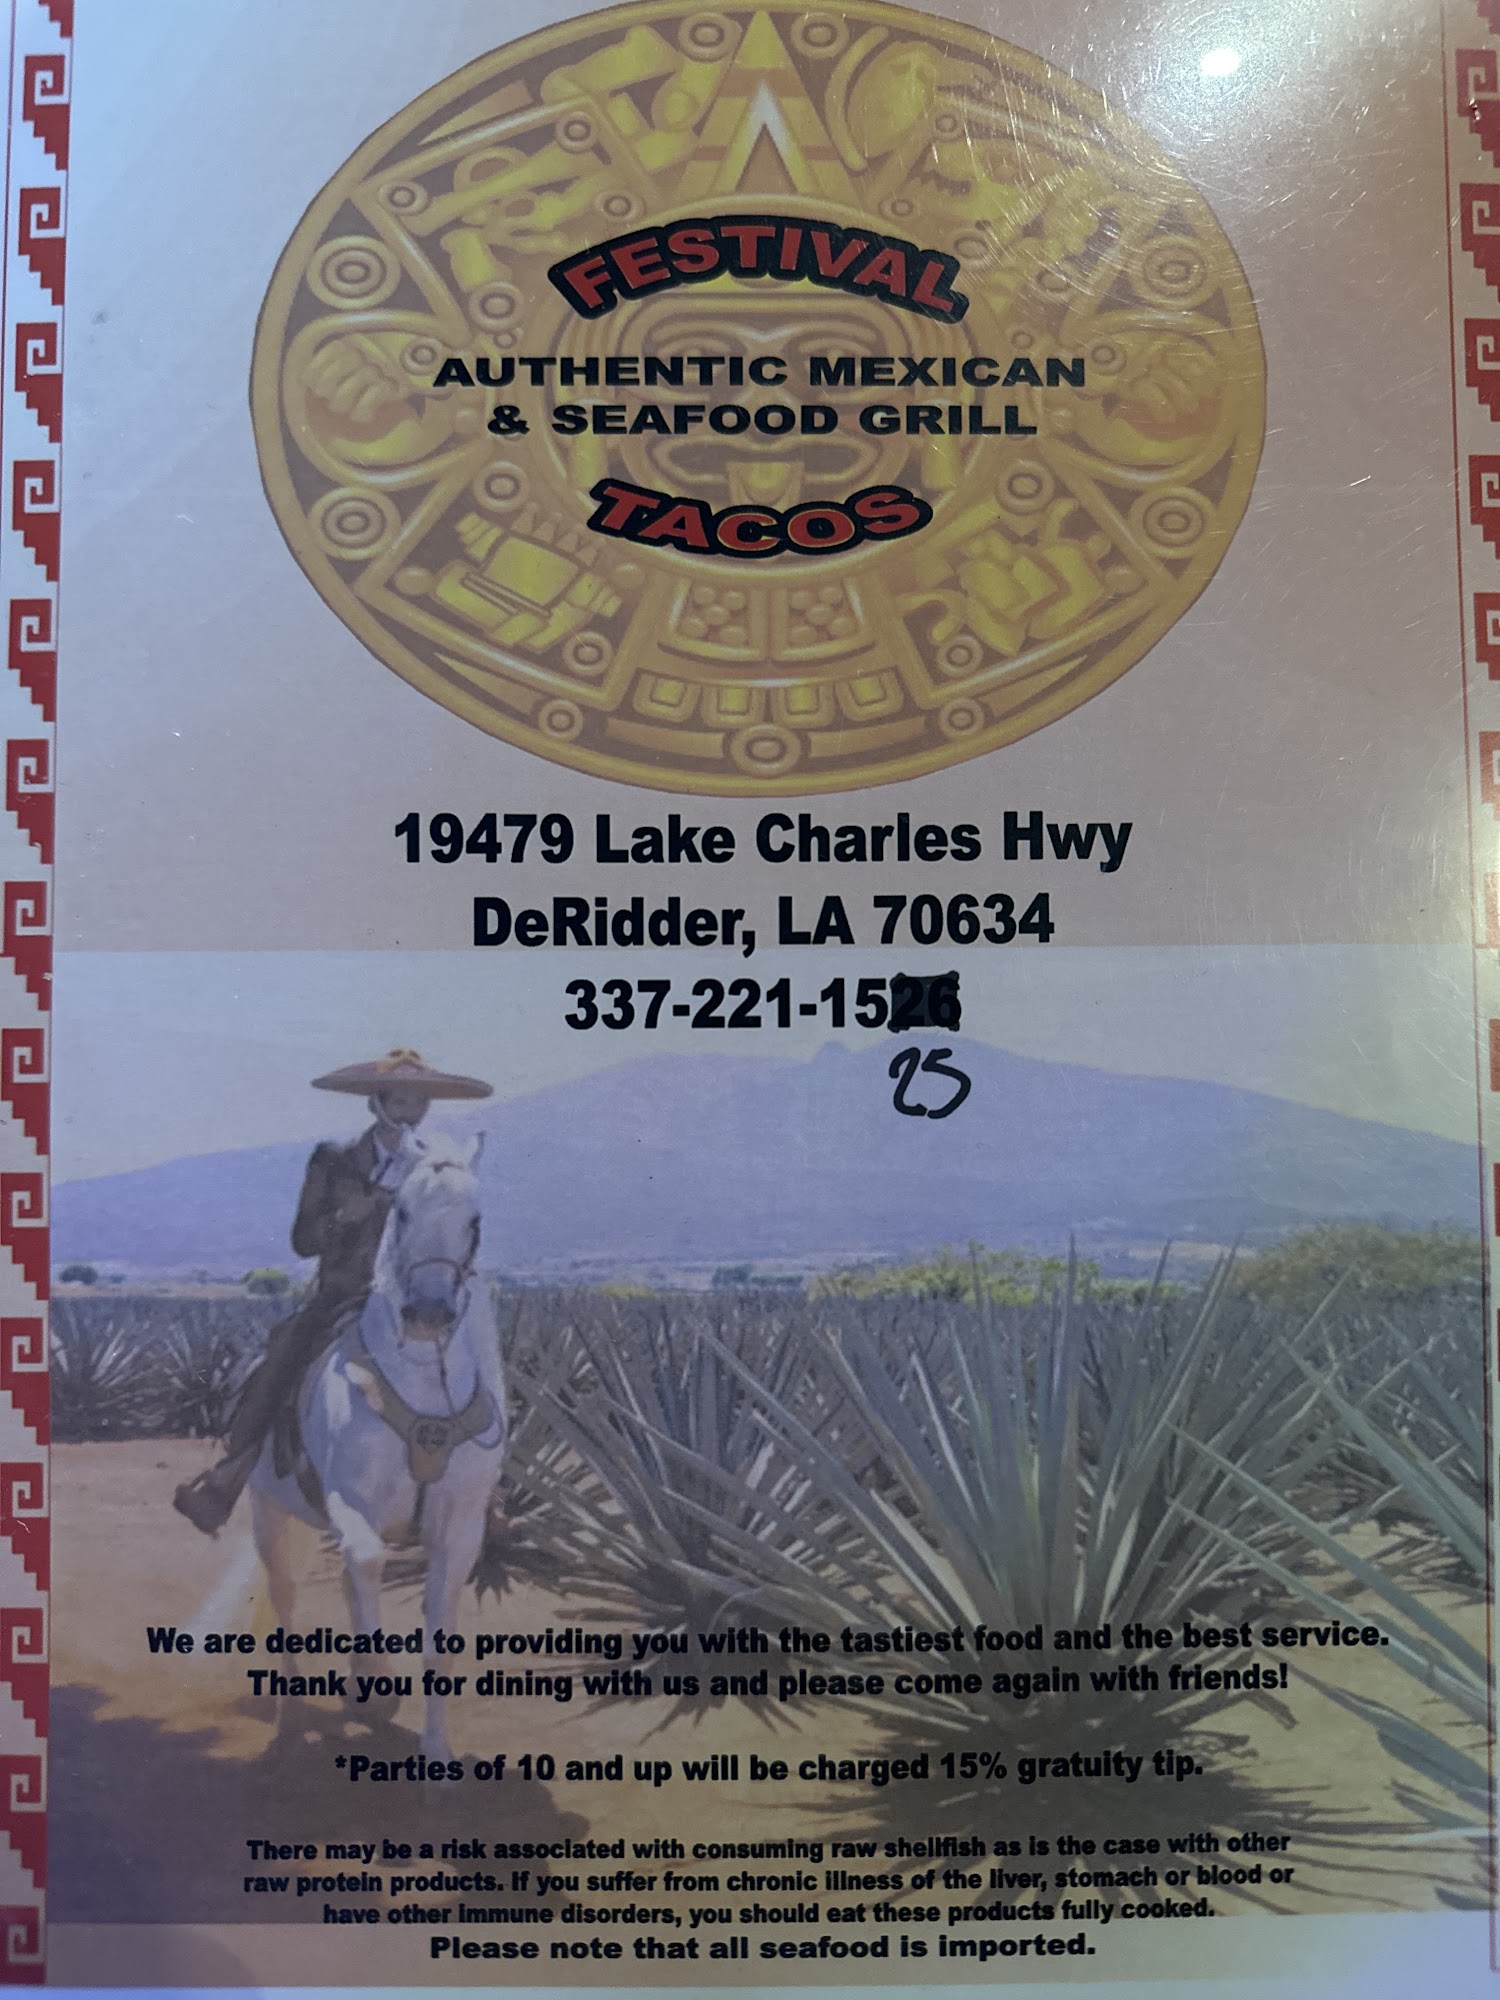 FESTIVAL
AUTHENTIC MEXICAN
& SEAFOOD GRILL
TACOS
19479 Lake Charles Hwy
DeRidder, LA 70634
337-221-1526
25
We are dedicated to providing you with the tastiest food and the best service.
Thank you for dining with us and please come again with friends!
*Parties of 10 and up will be charged 15% gratuity tip.
There may be a risk associated with consuming raw shellfish as is the case with other
raw protein products. If you suffer from chronic illness of the liver, stomach or blood or
have other immune disorders, you should eat these products fully cooked.
Please note that all seafood is imported.